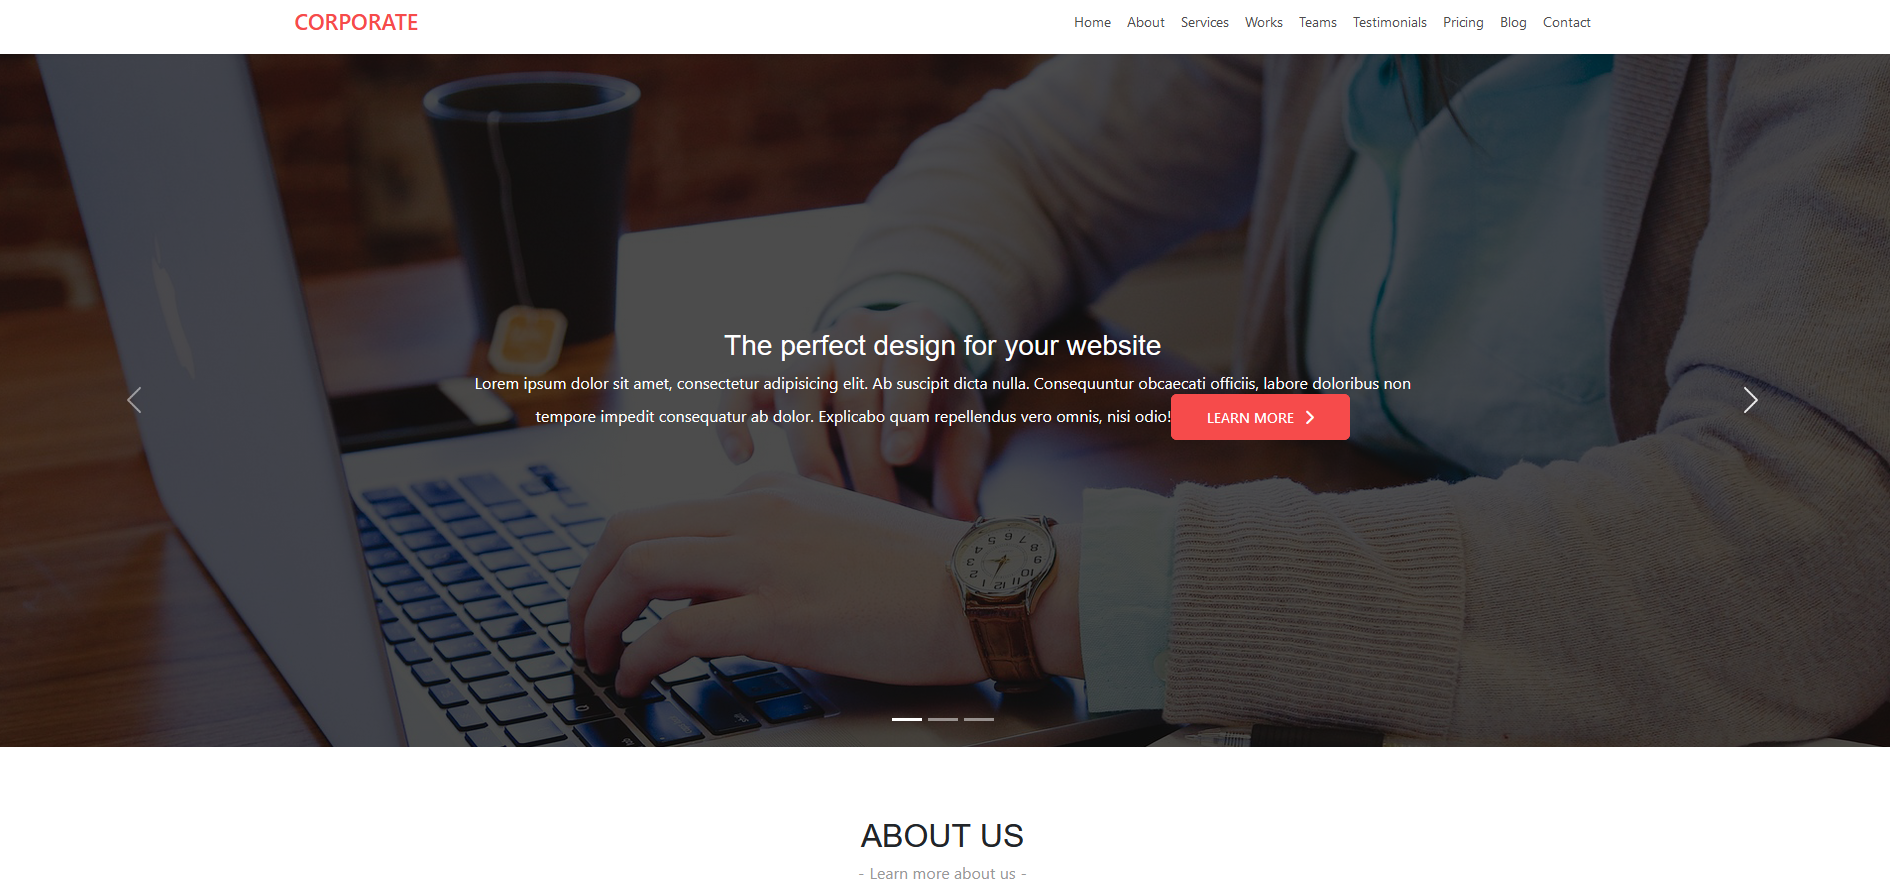 CORPORATE
Home About Services Works Teams Testimonials Pricing Blog Contact
The perfect design for your website
Lorem ipsum dolor sit amet, consectetur adipisicing elit. Ab suscipit dicta nulla. Consequuntur obcaecati officiis, labore doloribus non
tempore impedit consequatur ab dolor. Explicabo quam repellendus vero omnis, nisi odio! LEARN MORE
ABOUT US
- Learn more about us -